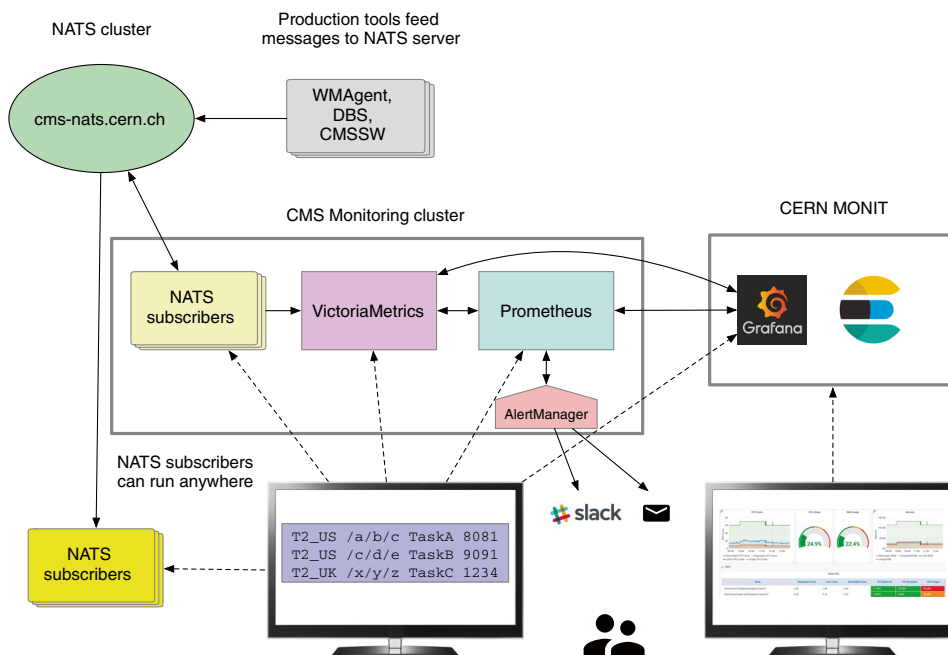 NATS cluster
Production tools feed
messages to NATS server
cms-nats.cern.ch
WMAgent,
DBS,
CMSSW
CMS Monitoring cluster
CERN MONIT
NATS
subscribers
VictoriaMetrics
Prometheus
Grafana
AlertManager
NATS subscribers
can run anywhere
slack
T2_US /a/b/c TaskA 8081
T2_US /c/d/e TaskB 9091
T2_UK /x/y/z TaskC 1234
NATS
subscribers
24.9%
22.4%